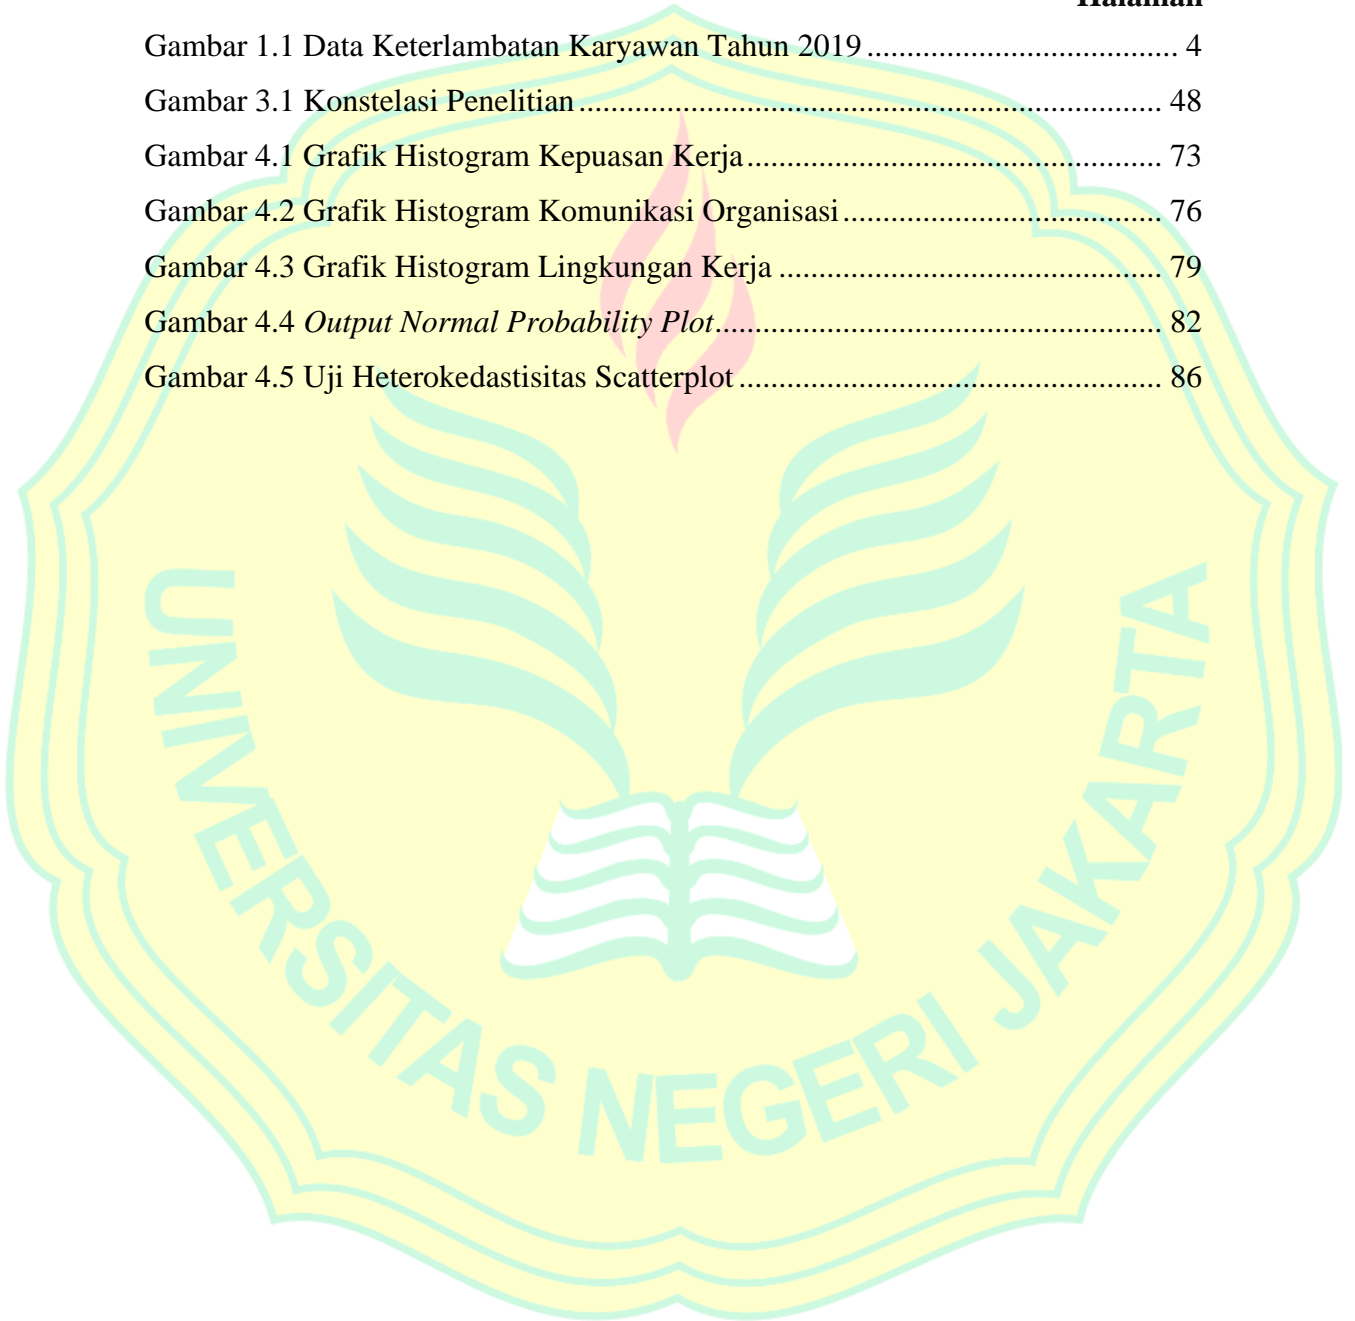 Halaman
Gambar 1.1 Data Keterlambatan Karyawan Tahun 2019 ....................................... 4
Gambar 3.1 Konstelasi Penelitian ......................................................................... 48
Gambar 4.1 Grafik Histogram Kepuasan Kerja .................................................... 73
Gambar 4.2 Grafik Histogram Komunikasi Organisasi ........................................ 76
Gambar 4.3 Grafik Histogram Lingkungan Kerja ................................................ 79
Gambar 4.4 Output Normal Probability Plot ........................................................ 82
Gambar 4.5 Uji Heterokedastisitas Scatterplot ..................................................... 86
UNIVERSITAS NEGERI JAKARTA